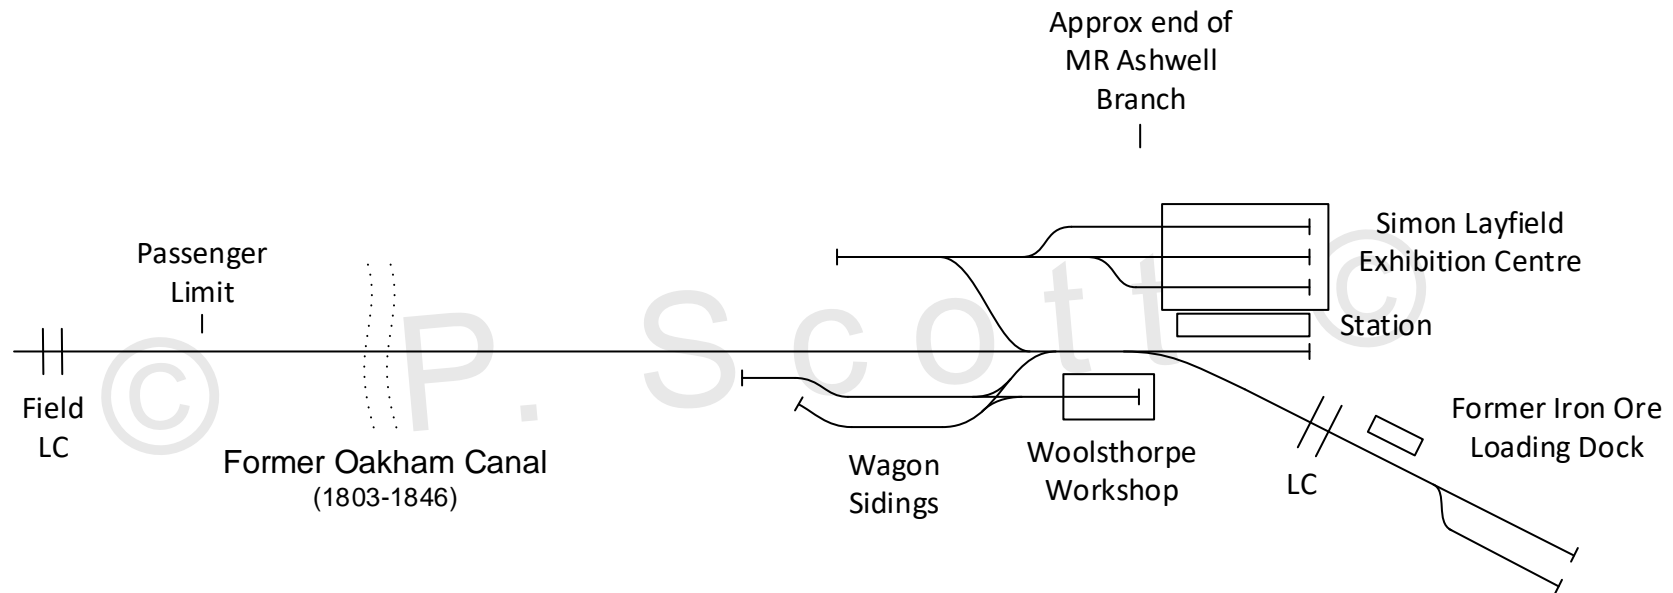 Approx end of
MR Ashwell
Branch
Simon Layfield
Exhibition Centre
Passenger
Limit
Station
© P. Scott ©
Field
LC
Former Oakham Canal
(1803-1846)
Wagon
Sidings
Woolsthorpe
Workshop
LC
Former Iron Ore
Loading Dock